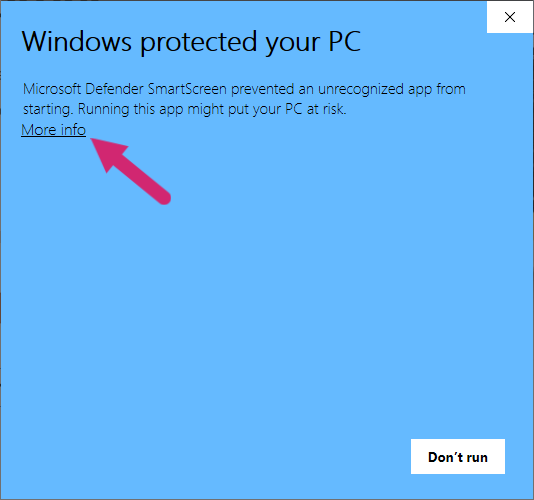 Windows protected your PC
Microsoft Defender SmartScreen prevented an unrecognized app from
starting. Running this app might put your PC at risk.
More info
Don't run